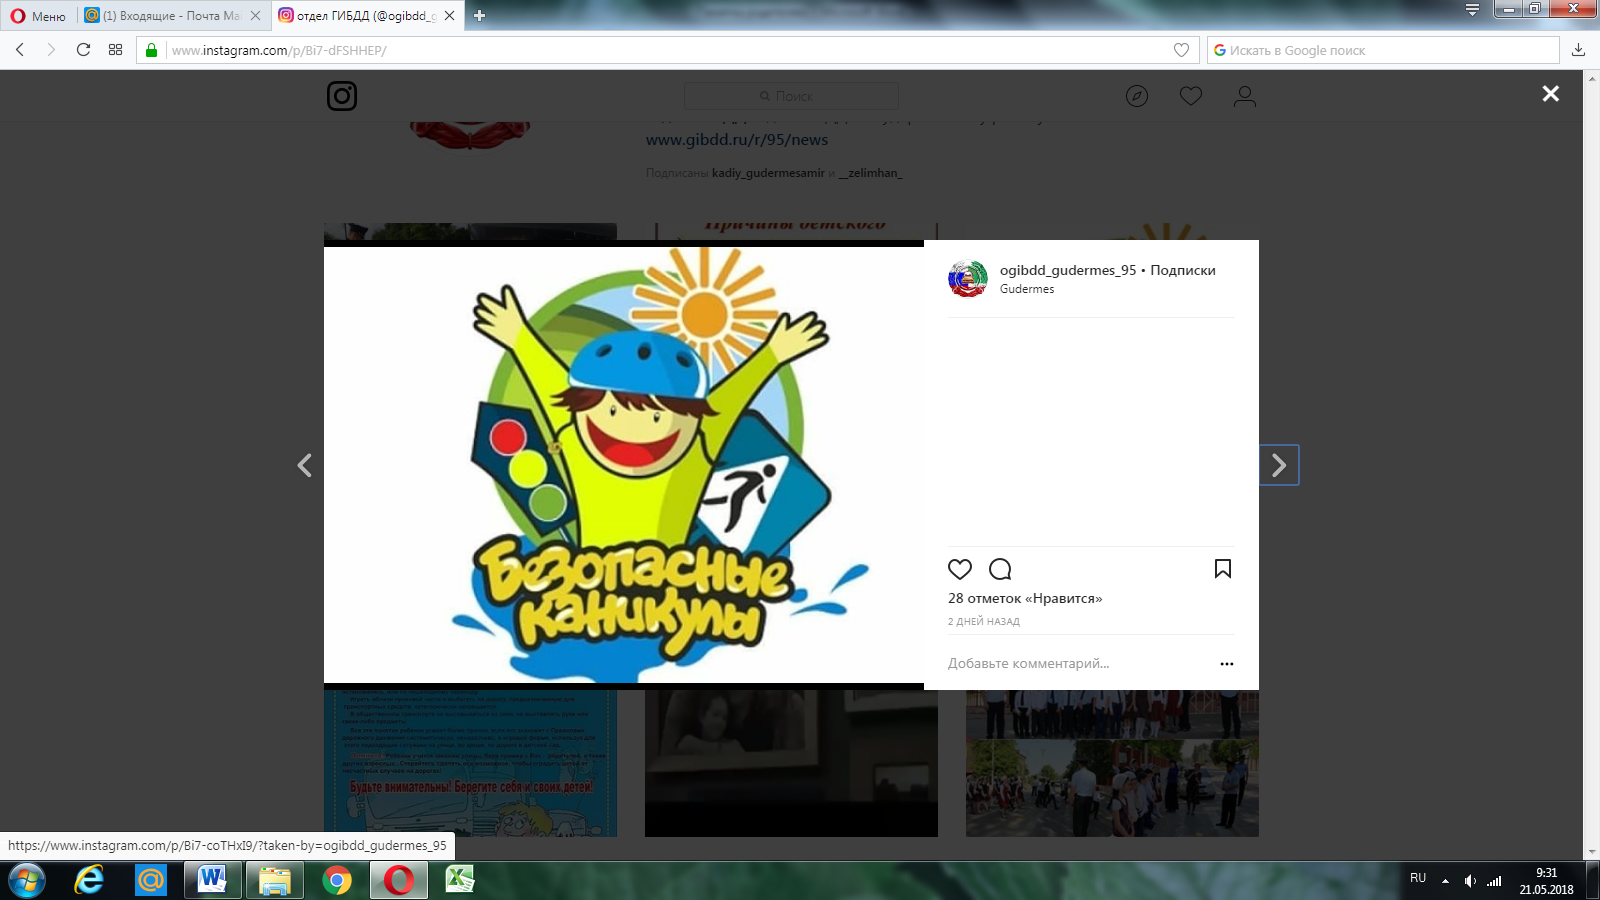 Меню
(1) Входящие - Почта Ма
отдел ГИБДД (@ogibdd_g
www.instagram.com/p/Bi7-dFSHHEP/
Искать в Google поиск
Поиск
www.gibdd.ru/r/95/news
Подписаны kadiy_gudermesamir и __zelimhan_
Причины детского
ogibdd_gudermes_95 • Подписки
Gudermes
Безопасные
каникулы
28 отметок «Нравится»
2 ДНЕЙ НАЗАД
Добавьте комментарий...
Будьте внимательны! Берегите себя и своих детей!
https://www.instagram.com/p/Bi7-coTHxI9/?taken-by=ogibdd_gudermes_95
RU
9:31
21.05.2018